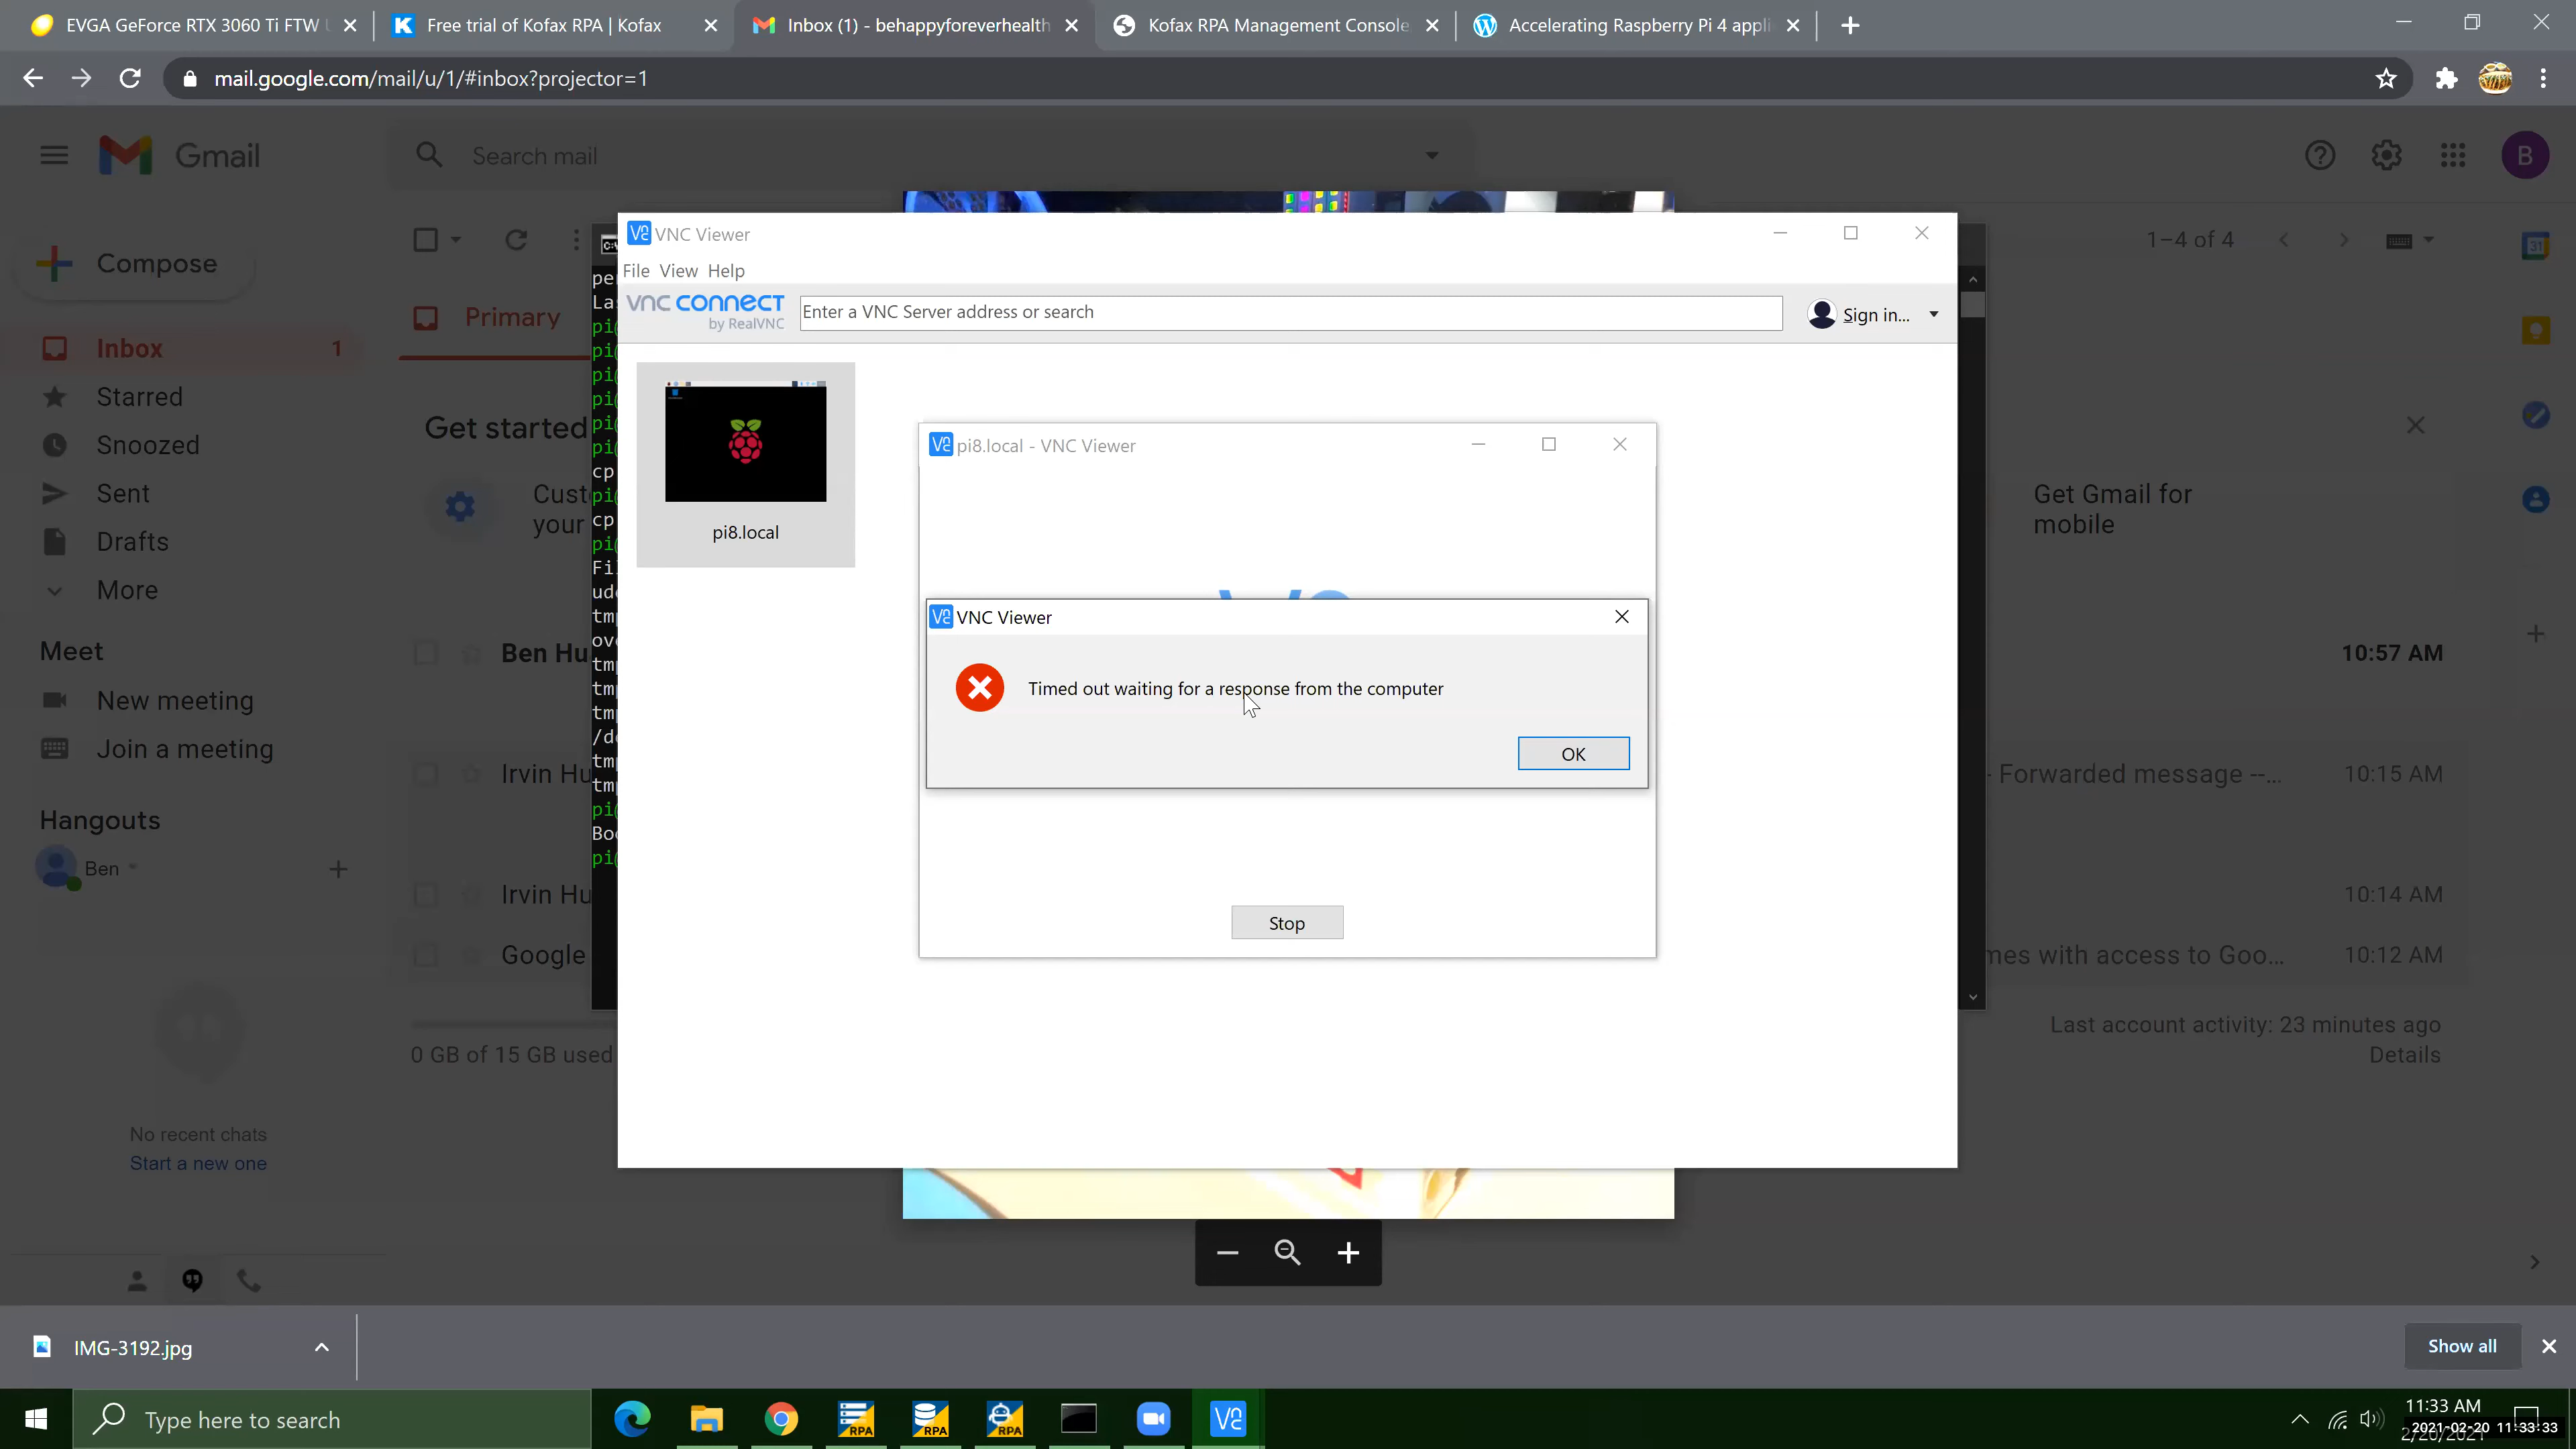 EVGA GeForce RTX 3060 Ti FTW
Free trial of Kofax RPA | Kofax
Inbox (1) - behappyforeverhealth
Kofax RPA Management Console
Accelerating Raspberry Pi 4 appli
mail.google.com/mail/u/1/#inbox?projector=1
Gmail
Search mail
B
Compose
1–4 of 4
31
Primary
Inbox 1
Starred
Snoozed
Sent
Drafts
More
Get started
Cust
your
Get Gmail for
mobile
Meet
New meeting
Join a meeting
Hangouts
Ben
No recent chats
Start a new one
Ben Hu
10:57 AM
Irvin Hu
- Forwarded message --...
10:15 AM
Irvin Hu
10:14 AM
Google
mes with access to Goo...
10:12 AM
0 GB of 15 GB used
Last account activity: 23 minutes ago
Details
VNC Viewer
File View Help
vnc connect
by RealVNC
Enter a VNC Server address or search
Sign in...
pi8.local
pi8.local - VNC Viewer
VNC Viewer
Timed out waiting for a response from the computer
OK
Stop
IMG-3192.jpg
Show all
Type here to search
RPA
RPA
RPA
11:33 AM
2021-02-20 11:33:33